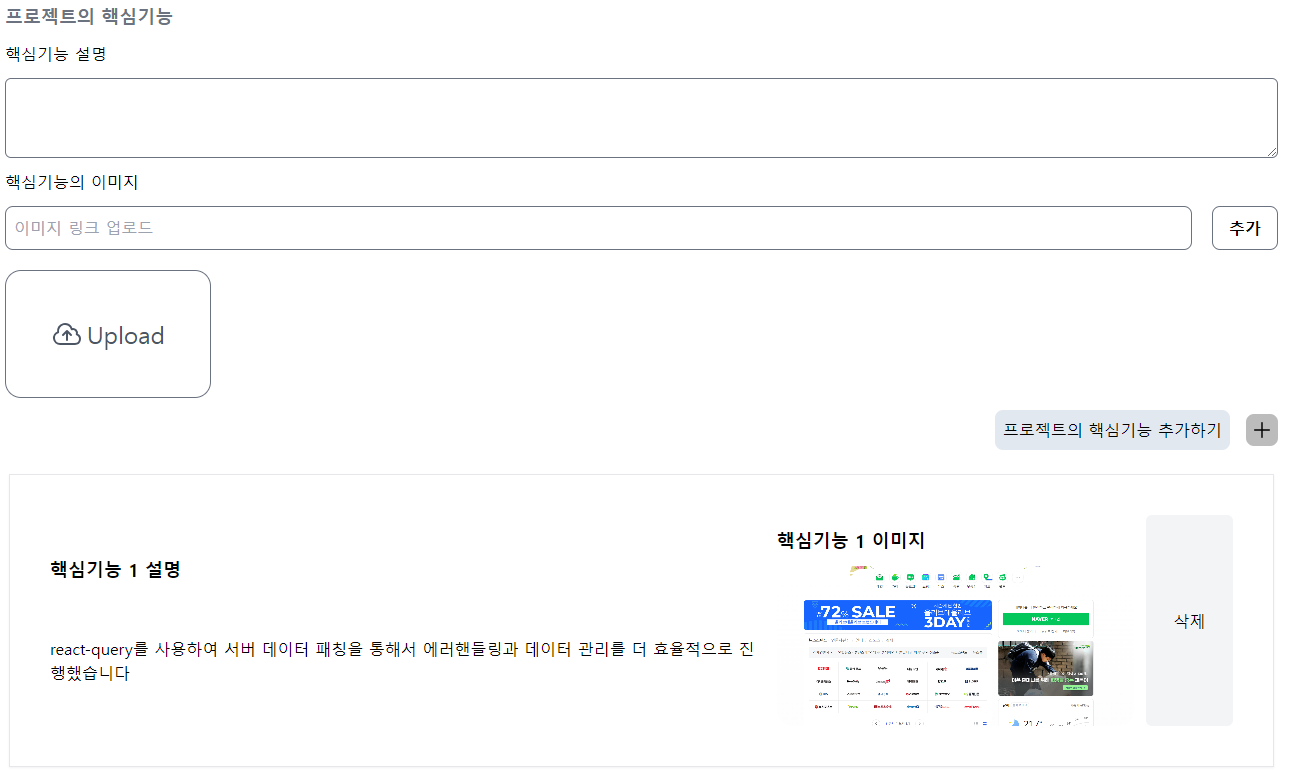 프로젝트의 핵심기능
핵심기능 설명
핵심기능의 이미지
이미지 링크 업로드
추가
Upload
프로젝트의 핵심기능 추가하기
핵심기능 1 설명
react-query를 사용하여 서버 데이터 패칭을 통해서 에러핸들링과 데이터 관리를 더 효율적으로 진
행했습니다
핵심기능 1 이미지
72% SALE
3DAY
NAVER
삭제